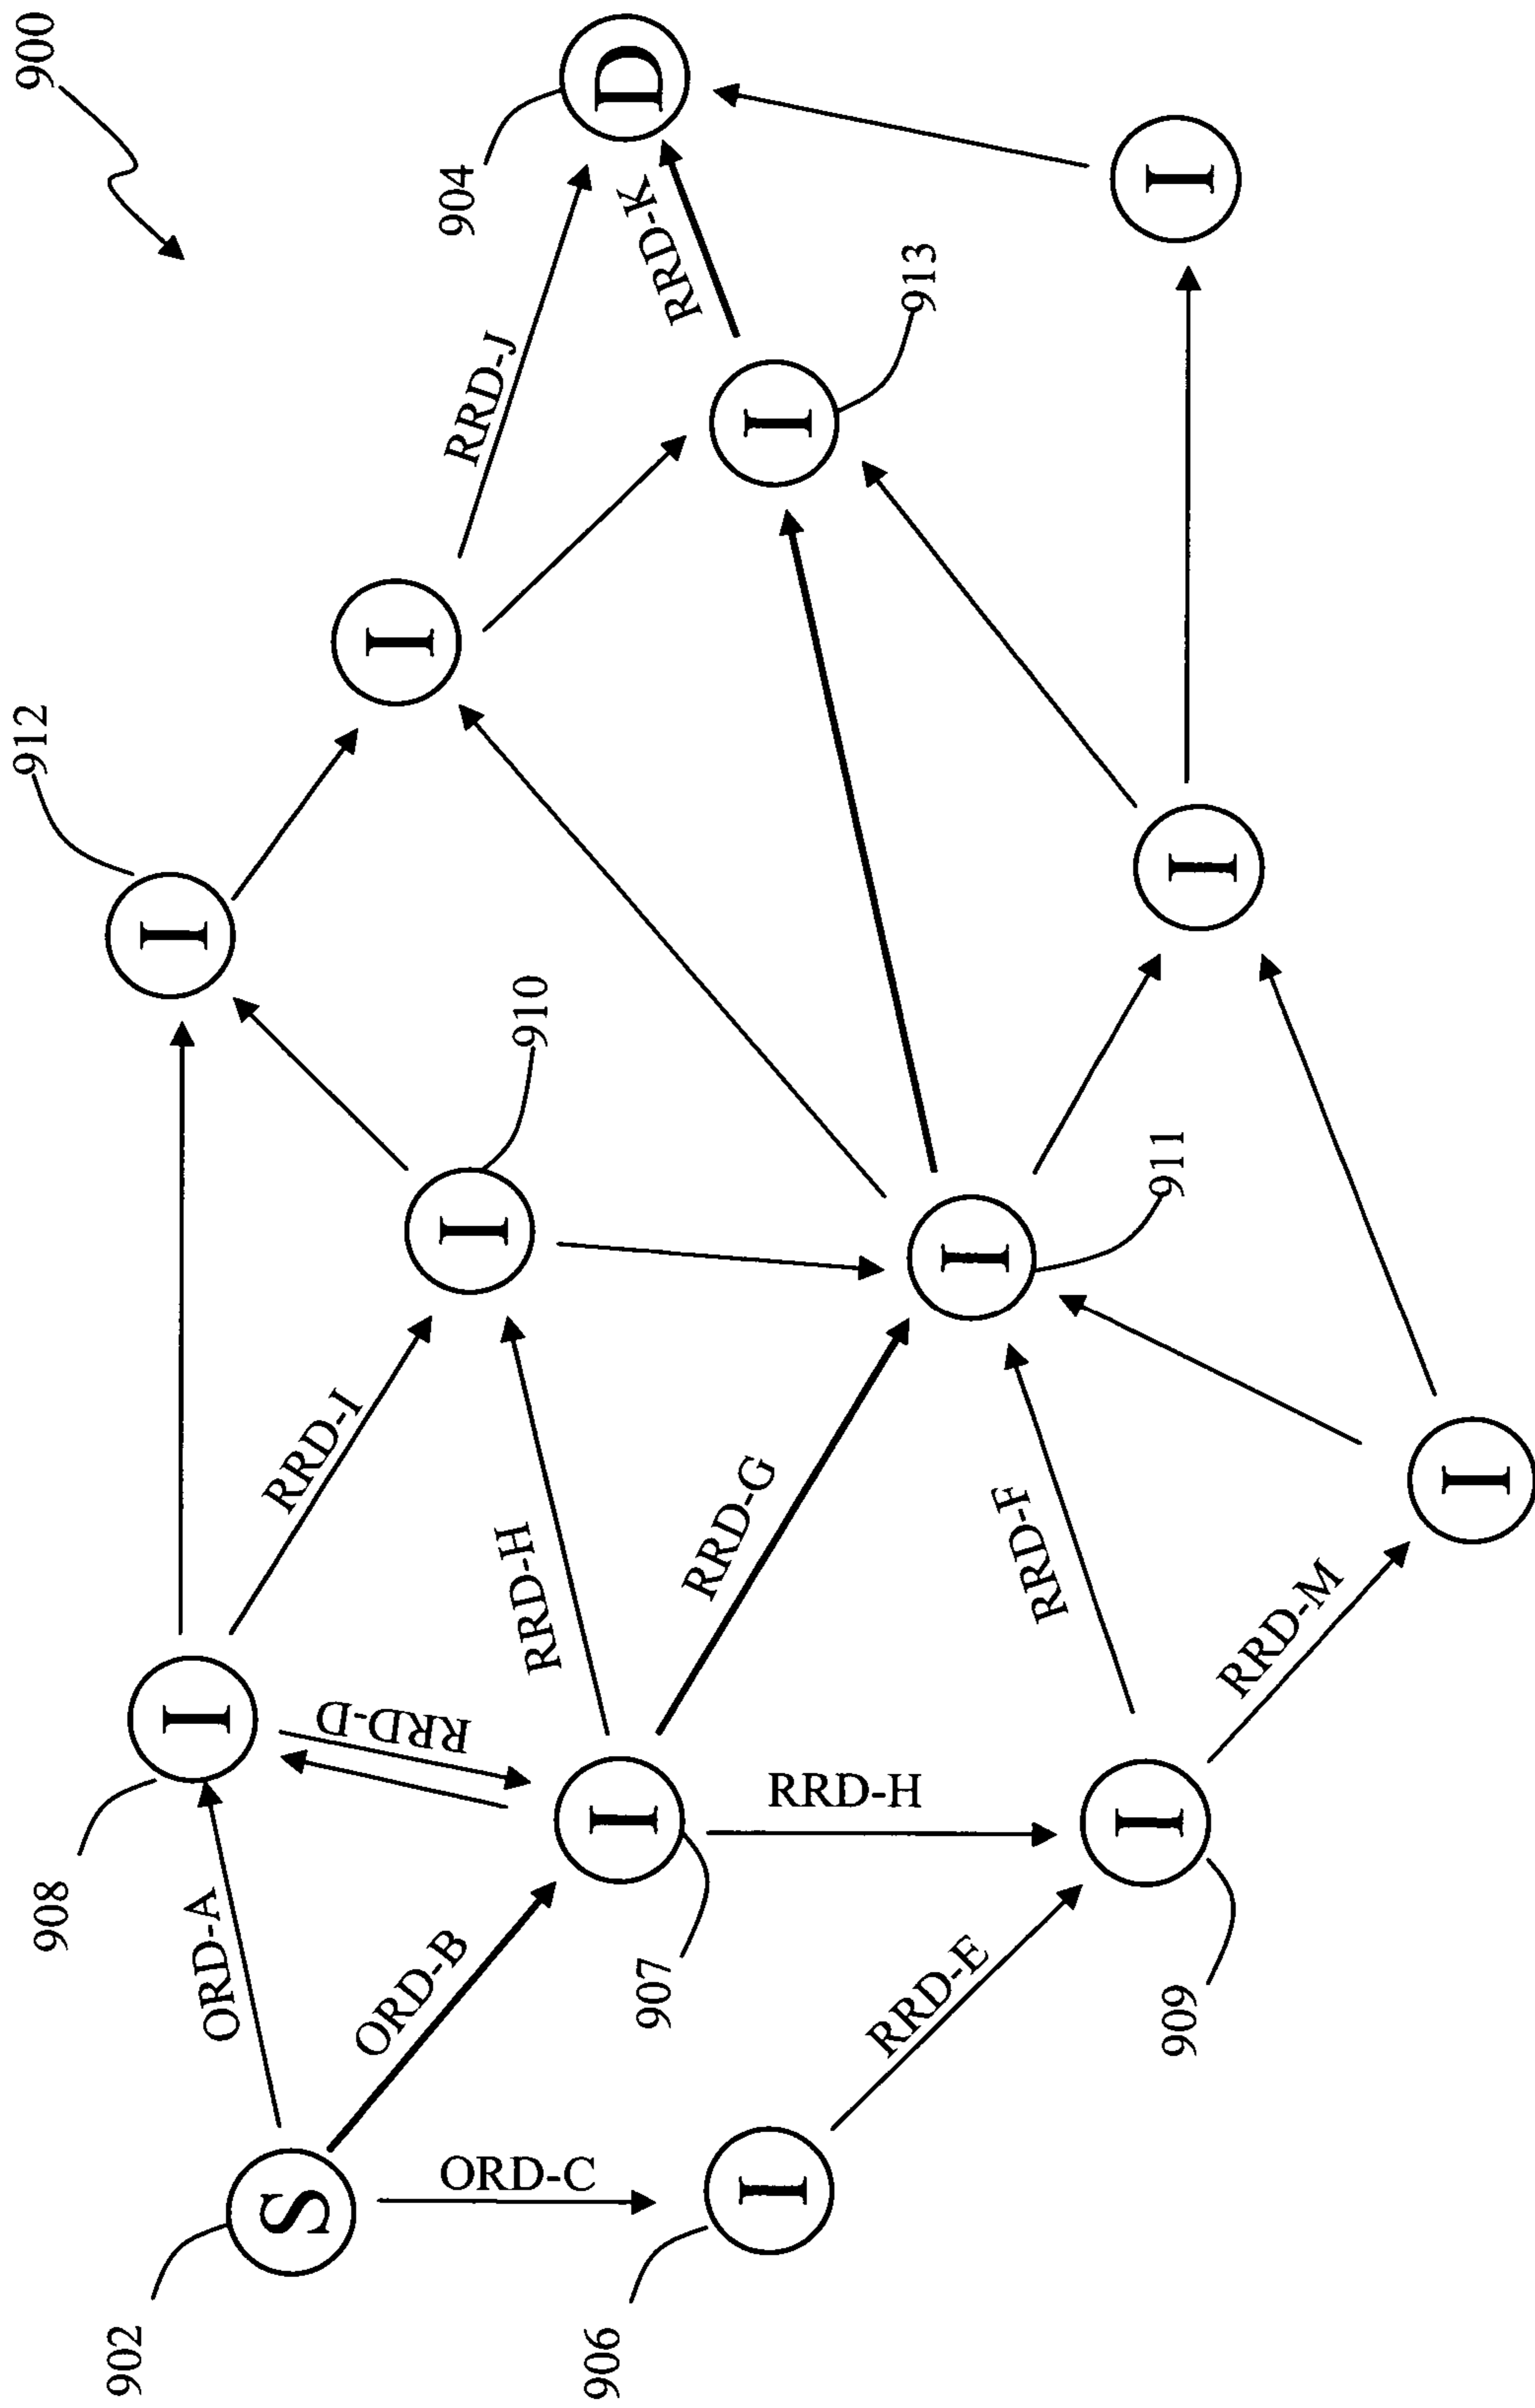 900
904
D
RRD-J
RRD-K
I
913
I
I
912
I
I
910
I
I
911
I
RRD-I
RRD-H
RRD-G
RRD-F
RRD-M
I
I
RRD-D
908
I
RRD-H
I
907
909
ORD-A
ORD-B
RRD-E
S
ORD-C
I
902
906